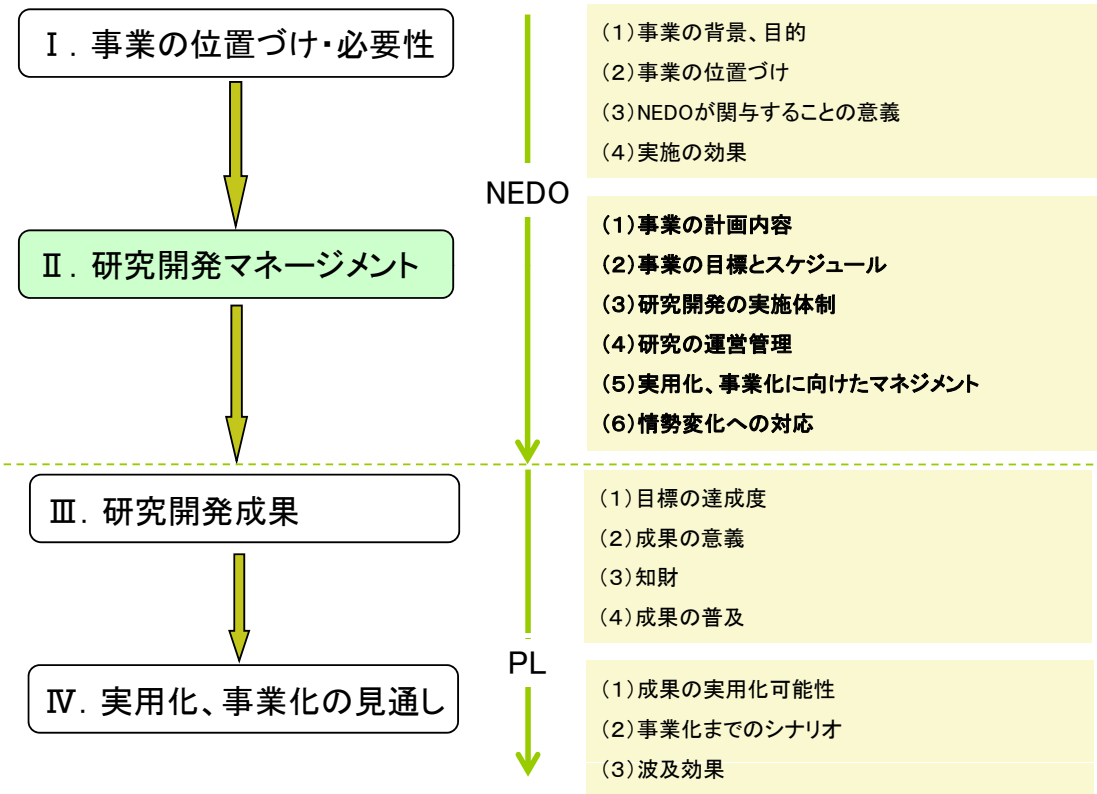 Ⅰ. 事業の位置づけ・必要性
(1)事業の背景、目的
(2)事業の位置づけ
(3)NEDOが関与することの意義
(4)実施の効果
NEDO
Ⅱ. 研究開発マネージメント
(1)事業の計画内容
(2)事業の目標とスケジュール
(3)研究開発の実施体制
(4)研究の運営管理
(5)実用化、事業化に向けたマネジメント
(6)情勢変化への対応
Ⅲ. 研究開発成果
(1)目標の達成度
(2)成果の意義
(3)知財
(4)成果の普及
PL
Ⅳ. 実用化、事業化の見通し
(1)成果の実用化可能性
(2)事業化までのシナリオ
(3)波及効果